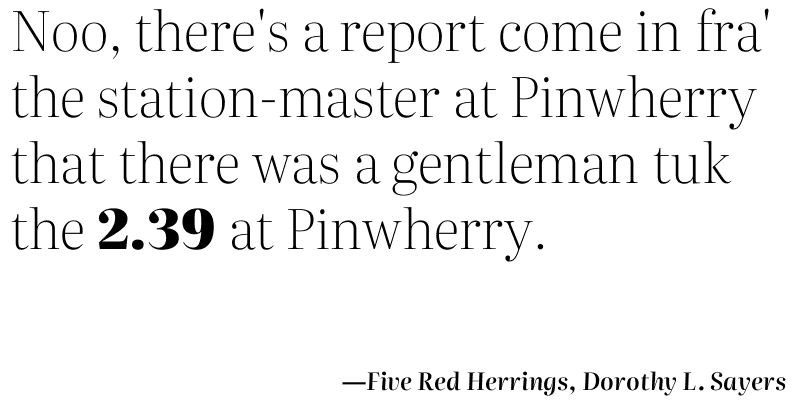 Noo, there's a report come in fra'
the station-master at Pinwherry
that there was a gentleman tuk
the 2.39 at Pinwherry.
—Five Red Herrings, Dorothy L. Sayers